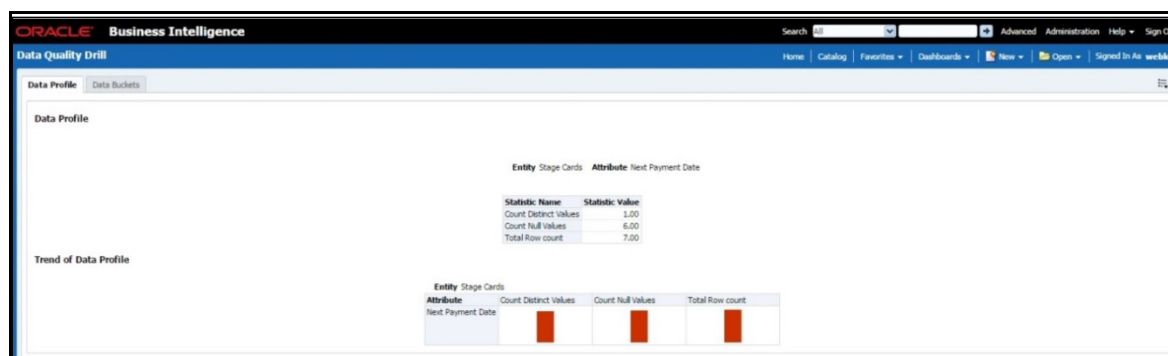 ORACLE Business Intelligence Search All Advanced Administration Help Sign O
Data Quality Drill Home Catalog Favorites Dashboards New Open Signed In As
Data Profile Data Buckets
Data Profile
Entity Stage Cards Attribute Next Payment Date
Statistic Name Statistic Value
Count Distinct Values 1.00
Count Null Values 6.00
Total Row count 7.00
Trend of Data Profile
Entity Stage Cards
Attribute Count Distinct Values Count Null Values Total Row count
Next Payment Date